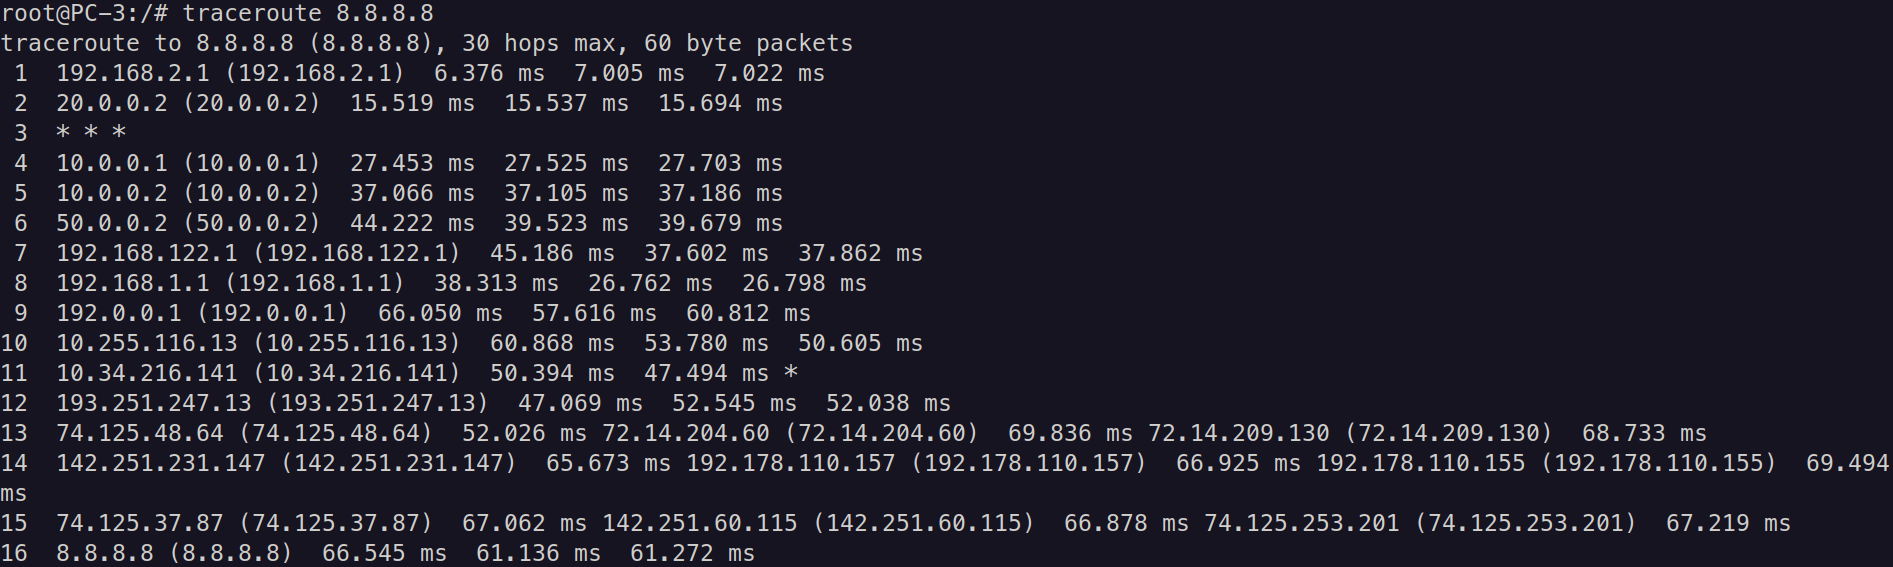 root@PC-3:/# traceroute 8.8.8.8
traceroute to 8.8.8.8 (8.8.8.8), 30 hops max, 60 byte packets
 1  192.168.2.1 (192.168.2.1)  6.376 ms  7.005 ms  7.022 ms
 2  20.0.0.2 (20.0.0.2)  15.519 ms  15.537 ms  15.694 ms
 3  * * *
 4  10.0.0.1 (10.0.0.1)  27.453 ms  27.525 ms  27.703 ms
 5  10.0.0.2 (10.0.0.2)  37.066 ms  37.105 ms  37.186 ms
 6  50.0.0.2 (50.0.0.2)  44.222 ms  39.523 ms  39.679 ms
 7  192.168.122.1 (192.168.122.1)  45.186 ms  37.602 ms  37.862 ms
 8  192.168.1.1 (192.168.1.1)  38.313 ms  26.762 ms  26.798 ms
 9  192.0.0.1 (192.0.0.1)  66.050 ms  57.616 ms  60.812 ms
10  10.255.116.13 (10.255.116.13)  60.868 ms  53.780 ms  50.605 ms
11  10.34.216.141 (10.34.216.141)  50.394 ms  47.494 ms *
12  193.251.247.13 (193.251.247.13)  47.069 ms  52.545 ms  52.038 ms
13  74.125.48.64 (74.125.48.64)  52.026 ms 72.14.204.60 (72.14.204.60)  69.836 ms 72.14.209.130 (72.14.209.130)  68.733 ms
14  142.251.231.147 (142.251.231.147)  65.673 ms 192.178.110.157 (192.178.110.157)  66.925 ms 192.178.110.155 (192.178.110.155)  69.494
ms
15  74.125.37.87 (74.125.37.87)  67.062 ms 142.251.60.115 (142.251.60.115)  66.878 ms 74.125.253.201 (74.125.253.201)  67.219 ms
16  8.8.8.8 (8.8.8.8)  66.545 ms  61.136 ms  61.272 ms